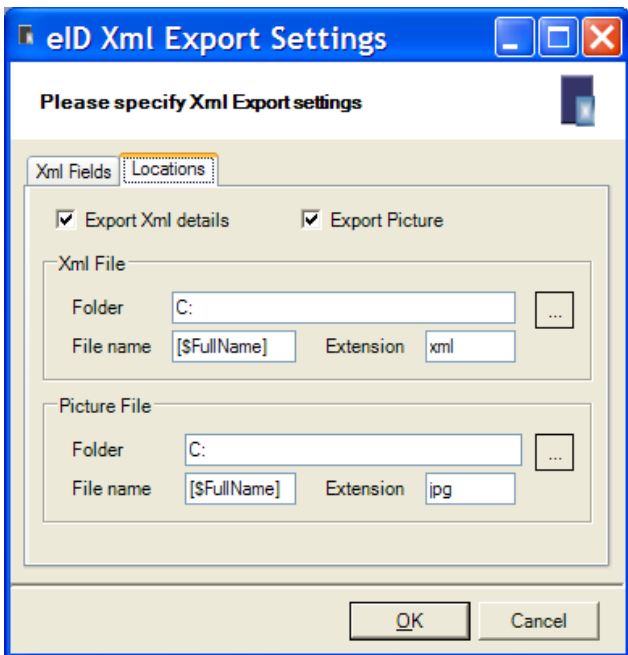 eID Xml Export Settings
Please specify Xml Export settings
Xml Fields Locations
Export Xml details Export Picture
Xml File
Folder C: ...
File name [$FullName] Extension xml
Picture File
Folder C: ...
File name [$FullName] Extension jpg
OK Cancel